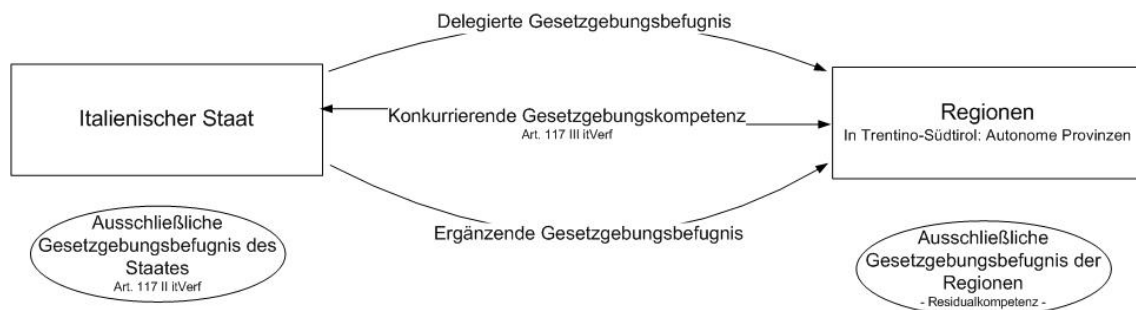 Delegierte Gesetzgebungsbefugnis
Italienischer Staat
Konkurrierende Gesetzgebungskompetenz
Art. 117 III itVerf
Regionen
In Trentino-Südtirol: Autonome Provinzen
Ergänzende Gesetzgebungsbefugnis
Ausschließliche
Gesetzgebungsbefugnis des
Staates
Art. 117 II itVerf
Ausschließliche
Gesetzgebungsbefugnis der
Regionen
- Residualkompetenz -